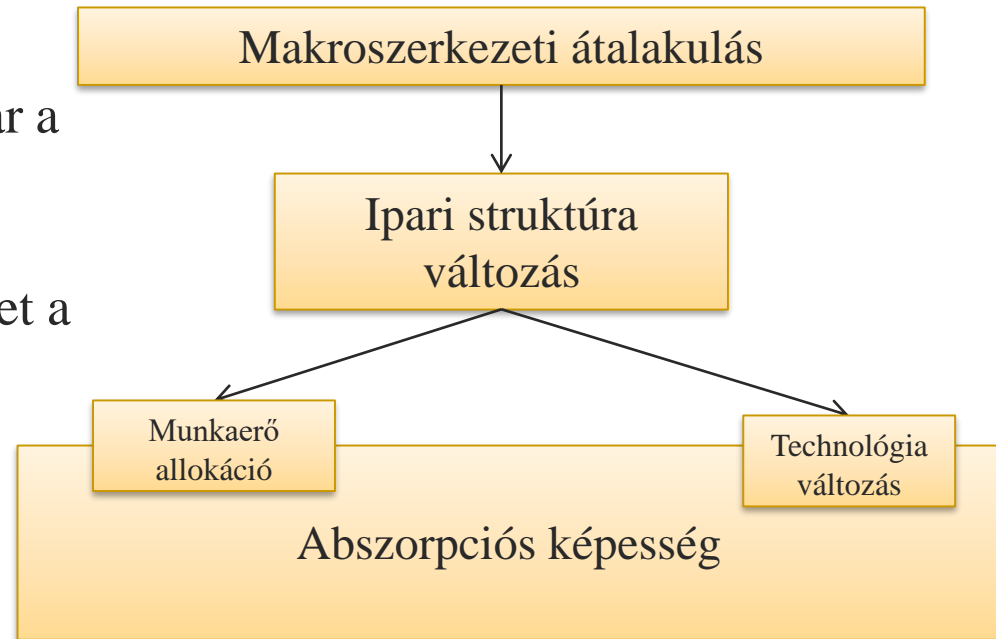 Makroszerkezeti átalakulás
a
Ipari struktúra
változás
a
Munkaerő
allokáció
Technológia
változás
Abszorpciós képesség